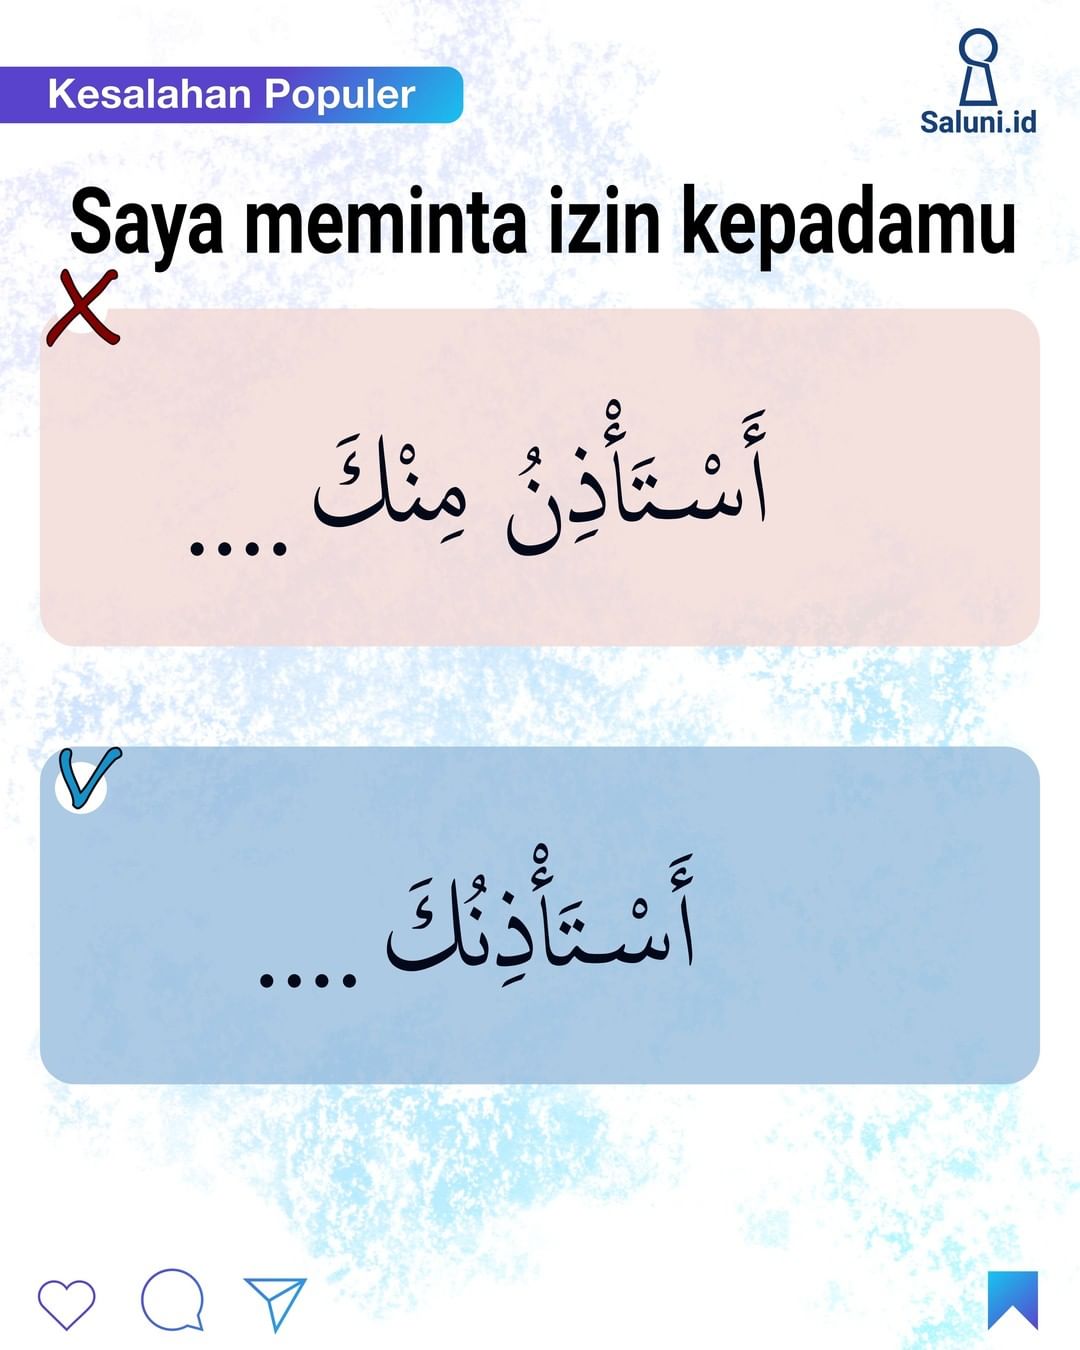 Kesalahan Populer
Saluni.id
Saya meminta izin kepadamu
أَسْتَأْذِنُ مِنْكَ ....
أَسْتَأْذِنُكَ ....